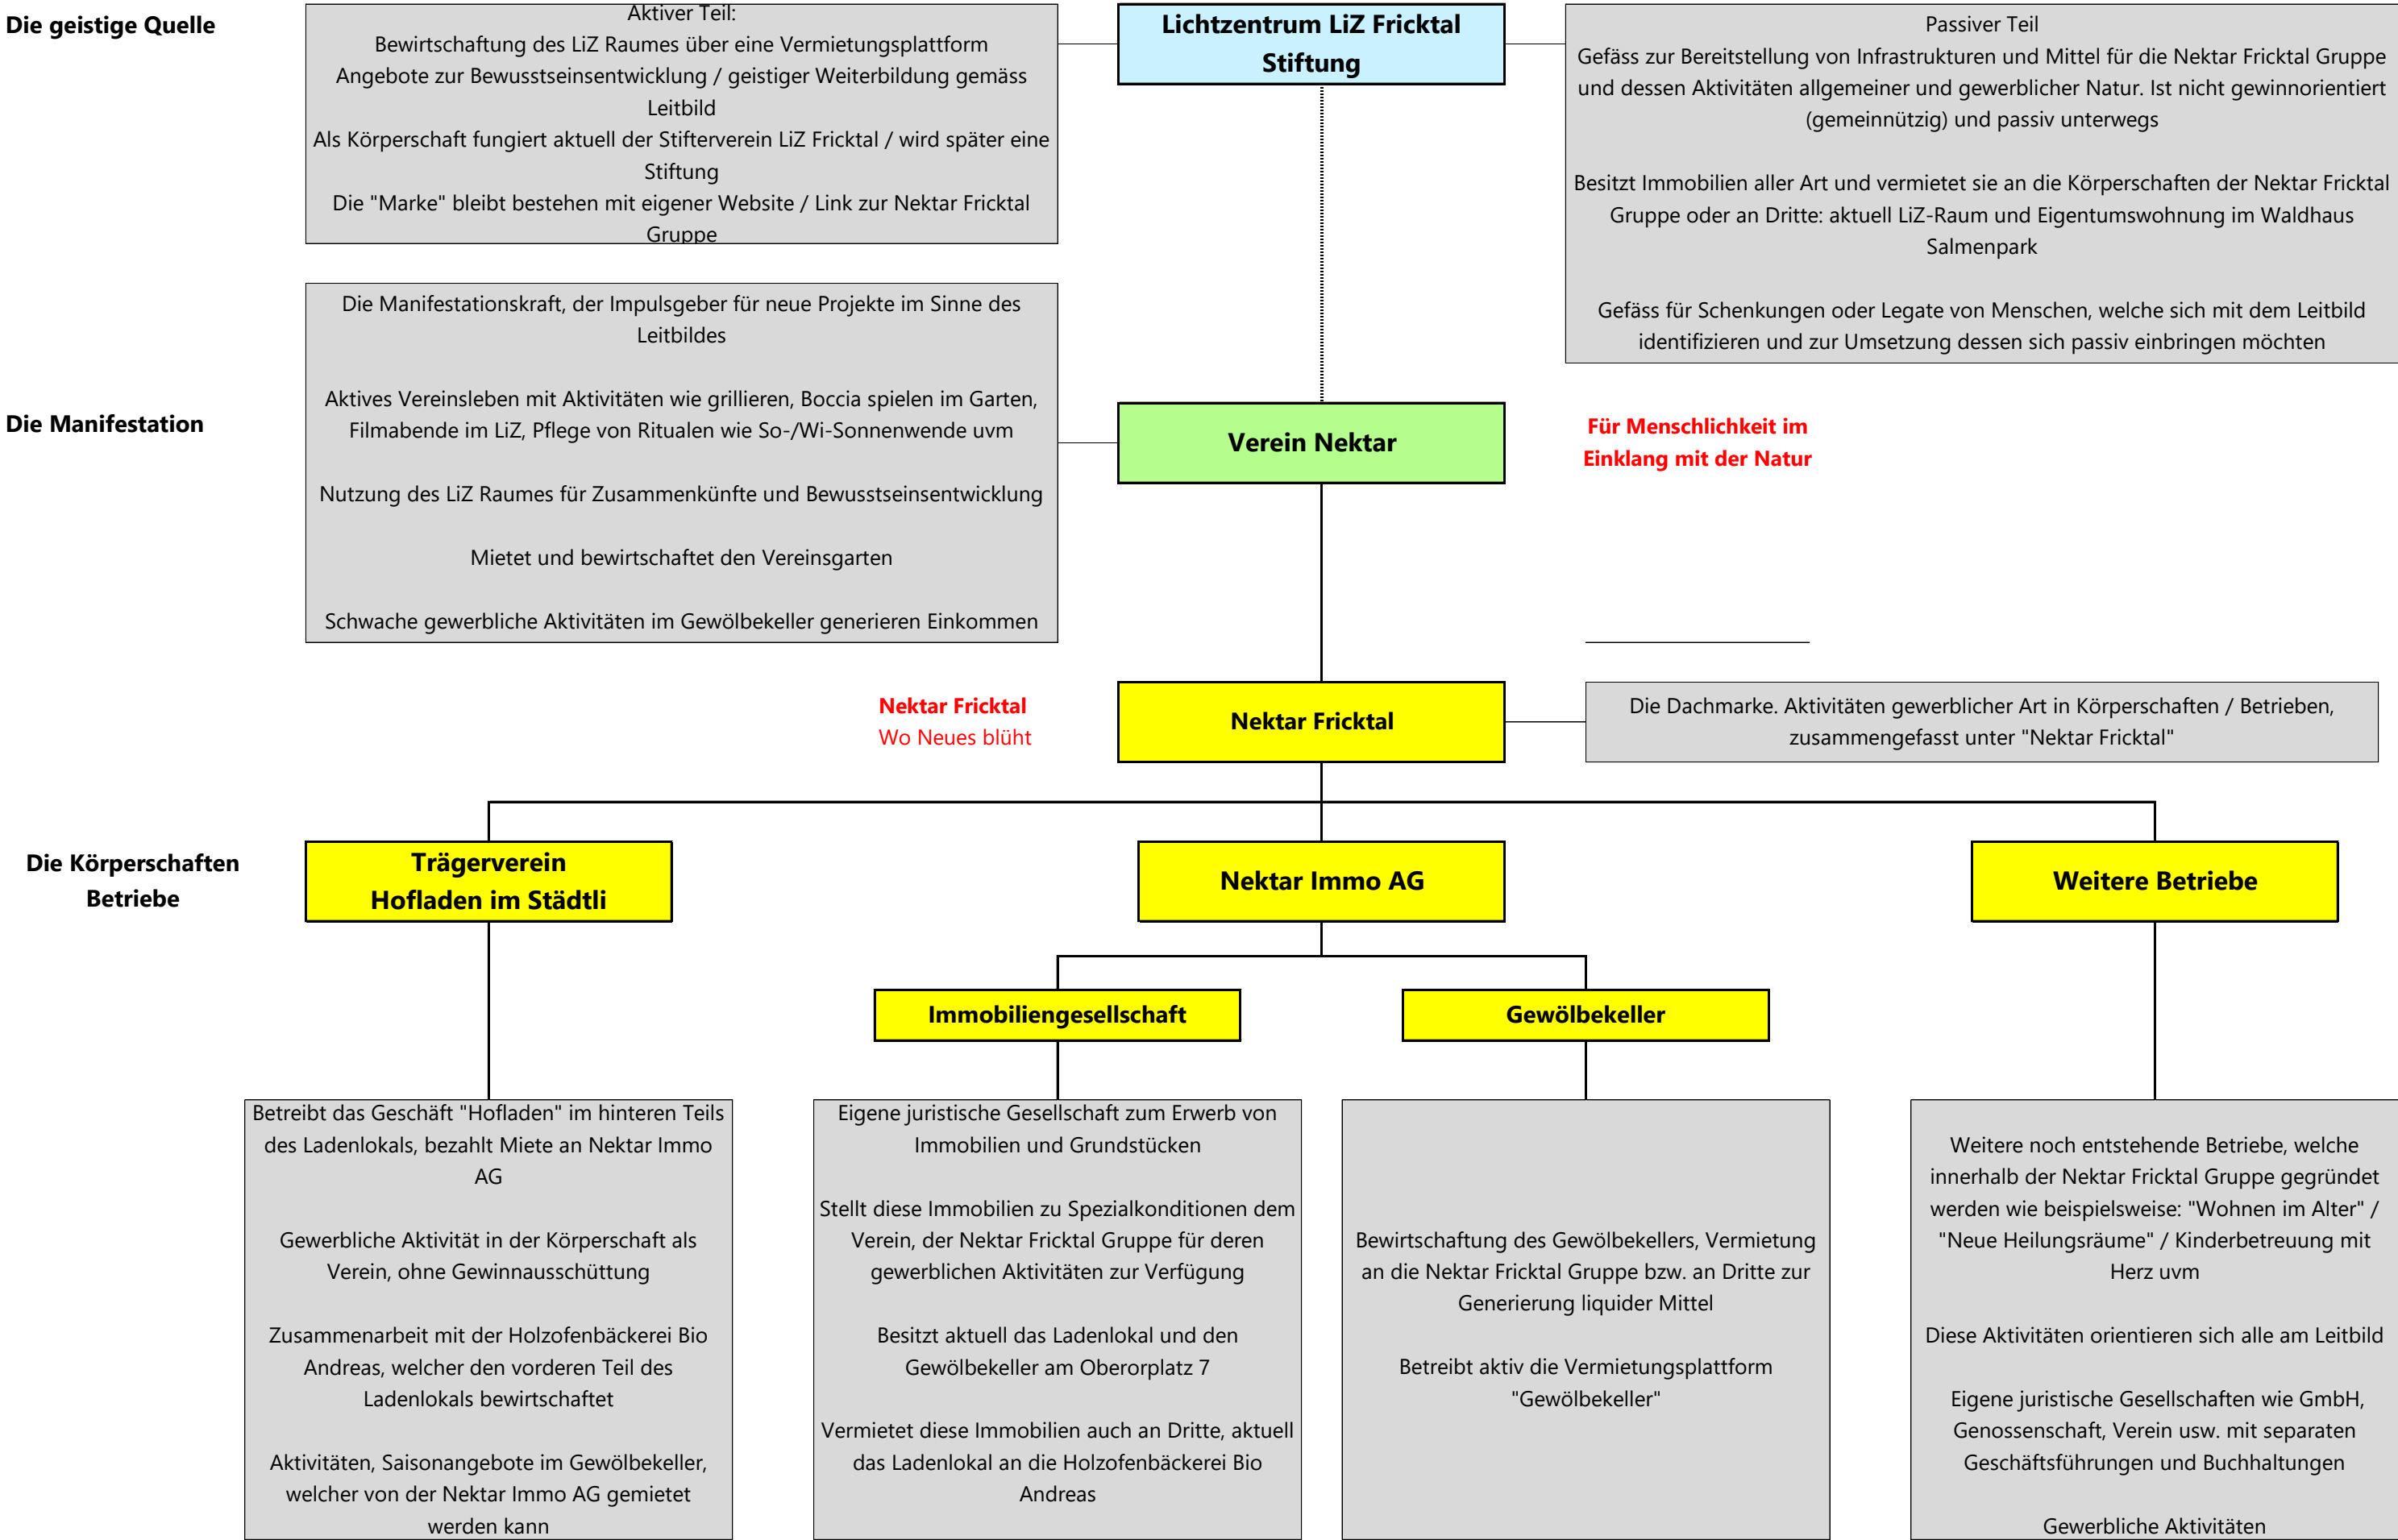 Die geistige Quelle
Aktiver Teil:
Bewirtschaftung des LiZ Raumes über eine Vermietungsplattform
Angebote zur Bewusstseinsentwicklung / geistiger Weiterbildung gemäss
Leitbild
Als Körperschaft fungiert aktuell der Stifterverein LiZ Fricktal / wird später eine
Stiftung
Die "Marke" bleibt bestehen mit eigener Website / Link zur Nektar Fricktal
Gruppe
Lichtzentrum LiZ Fricktal
Stiftung
Passiver Teil
Gefäss zur Bereitstellung von Infrastrukturen und Mittel für die Nektar Fricktal Gruppe
und dessen Aktivitäten allgemeiner und gewerblicher Natur. Ist nicht gewinnorientiert
(gemeinnützig) und passiv unterwegs
Besitzt Immobilien aller Art und vermietet sie an die Körperschaften der Nektar Fricktal
Gruppe oder an Dritte: aktuell LiZ-Raum und Eigentumswohnung im Waldhaus
Salmenpark
Gefäss für Schenkungen oder Legate von Menschen, welche sich mit dem Leitbild
identifizieren und zur Umsetzung dessen sich passiv einbringen möchten
Die Manifestation
Die Manifestationskraft, der Impulsgeber für neue Projekte im Sinne des
Leitbildes
Aktives Vereinsleben mit Aktivitäten wie grillieren, Boccia spielen im Garten,
Filmabende im LiZ, Pflege von Ritualen wie So-/Wi-Sonnenwende uvm
Nutzung des LiZ Raumes für Zusammenkünfte und Bewusstseinsentwicklung
Mietet und bewirtschaftet den Vereinsgarten
Schwache gewerbliche Aktivitäten im Gewölbekeller generieren Einkommen
Verein Nektar
Für Menschlichkeit im
Einklang mit der Natur
Nektar Fricktal
Wo Neues blüht
Nektar Fricktal
Die Dachmarke. Aktivitäten gewerblicher Art in Körperschaften / Betrieben,
zusammengefasst unter "Nektar Fricktal"
Die Körperschaften
Betriebe
Trägerverein
Hofladen im Städtli
Nektar Immo AG
Weitere Betriebe
Immobiliengesellschaft
Gewölbekeller
Betreibt das Geschäft "Hofladen" im hinteren Teils
des Ladenlokals, bezahlt Miete an Nektar Immo
AG
Gewerbliche Aktivität in der Körperschaft als
Verein, ohne Gewinnausschüttung
Zusammenarbeit mit der Holzofenbäckerei Bio
Andreas, welcher den vorderen Teil des
Ladenlokals bewirtschaftet
Aktivitäten, Saisonangebote im Gewölbekeller,
welcher von der Nektar Immo AG gemietet
werden kann
Eigene juristische Gesellschaft zum Erwerb von
Immobilien und Grundstücken
Stellt diese Immobilien zu Spezialkonditionen dem
Verein, der Nektar Fricktal Gruppe für deren
gewerblichen Aktivitäten zur Verfügung
Besitzt aktuell das Ladenlokal und den
Gewölbekeller am Oberorplatz 7
Vermietet diese Immobilien auch an Dritte, aktuell
das Ladenlokal an die Holzofenbäckerei Bio
Andreas
Bewirtschaftung des Gewölbekellers, Vermietung
an die Nektar Fricktal Gruppe bzw. an Dritte zur
Generierung liquider Mittel
Betreibt aktiv die Vermietungsplattform
"Gewölbekeller"
Weitere noch entstehende Betriebe, welche
innerhalb der Nektar Fricktal Gruppe gegründet
werden wie beispielsweise: "Wohnen im Alter" /
"Neue Heilungsräume" / Kinderbetreuung mit
Herz uvm
Diese Aktivitäten orientieren sich alle am Leitbild
Eigene juristische Gesellschaften wie GmbH,
Genossenschaft, Verein usw. mit separaten
Geschäftsführungen und Buchhaltungen
Gewerbliche Aktivitäten